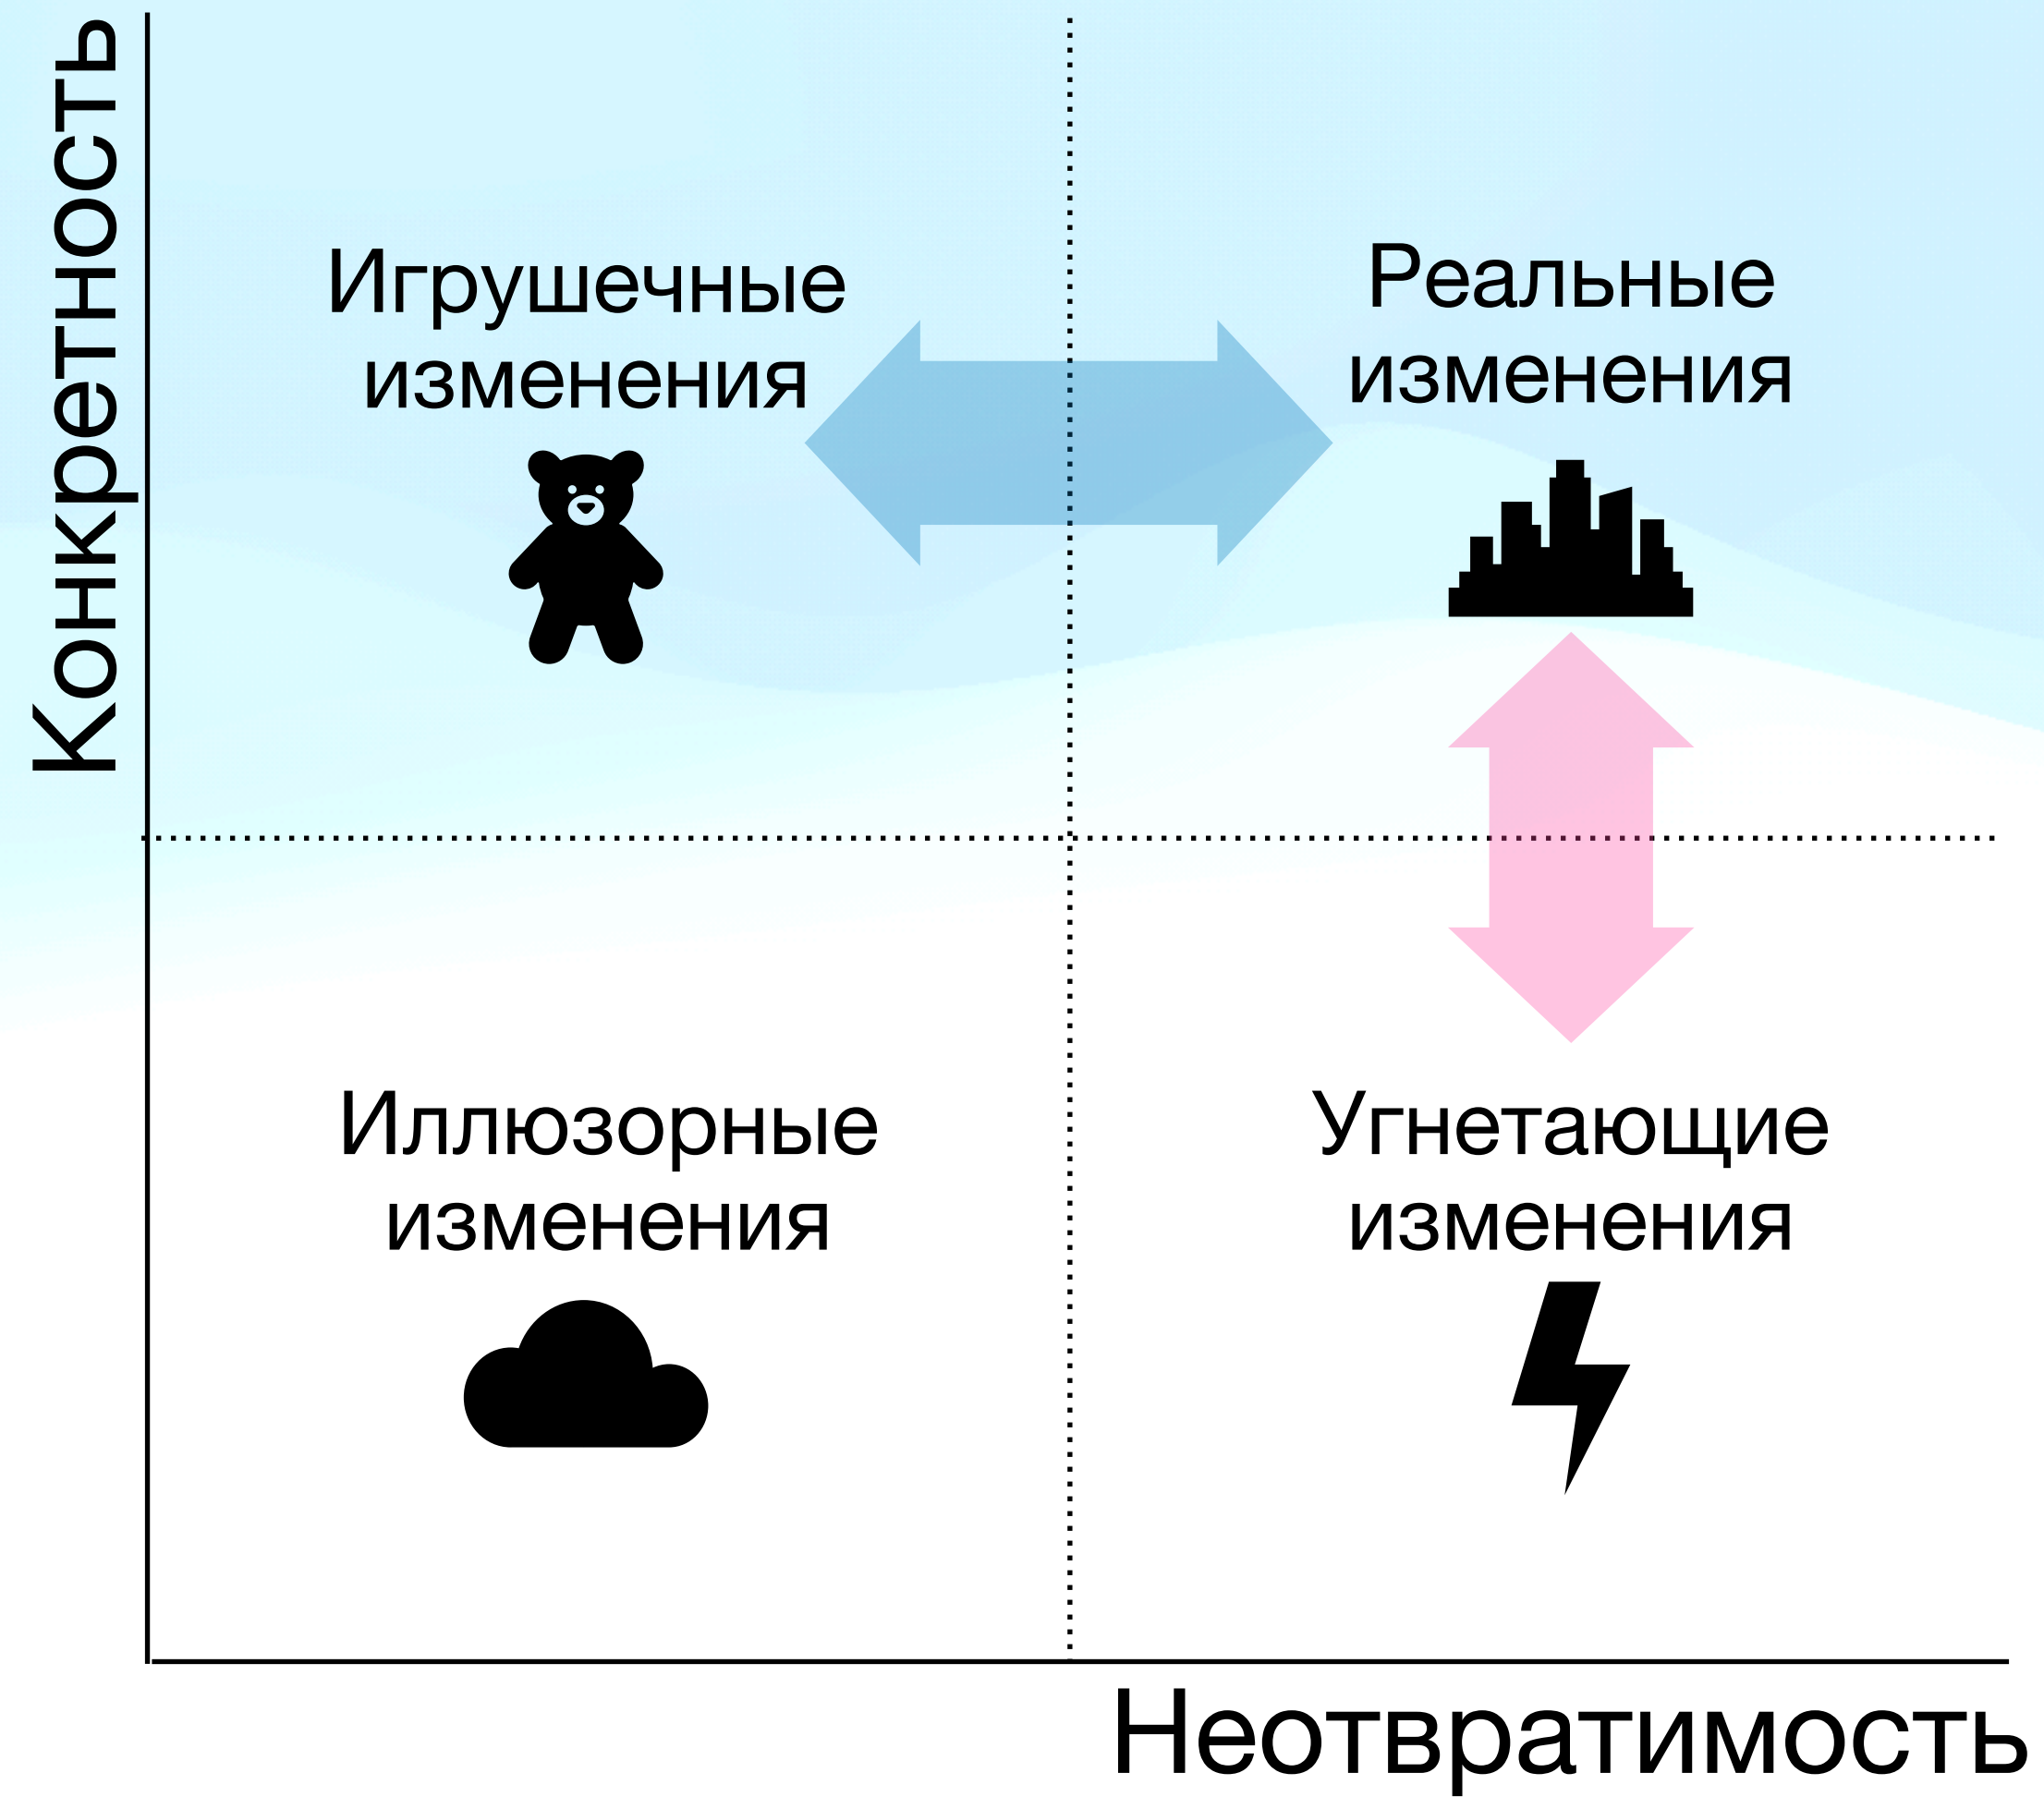 Конкретность
Игрушечные
изменения
Реальные
изменения
Иллюзорные
изменения
Угнетающие
изменения
Неотвратимость